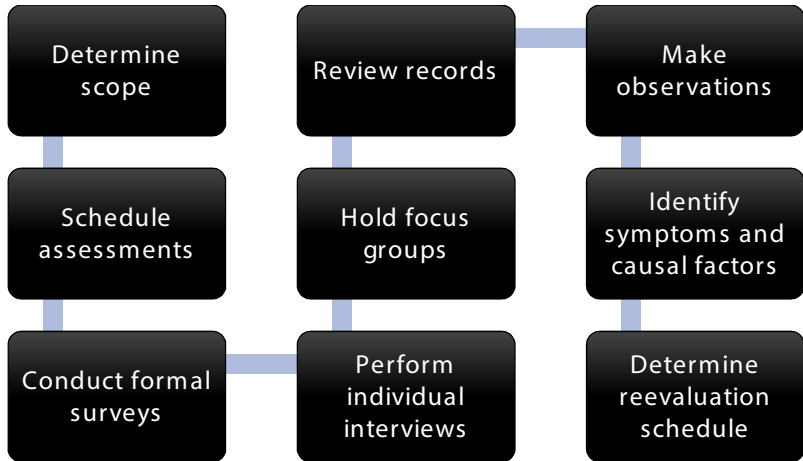 Determine
scope
Schedule
assessments
Conduct formal
surveys
Perform
individual
interviews
Hold focus
groups
Review records
Make
observations
Identify
symptoms and
causal factors
Determine
reevaluation
schedule